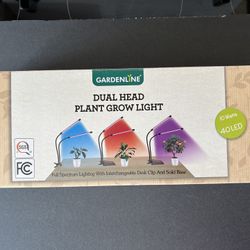 GARDENLINE
DUAL HEAD
PLANT GROW LIGHT
10 Watts
40 LED
SGS
FC
Full Spectrum Lighting With Interchangeable Desk Clip And Solid Base